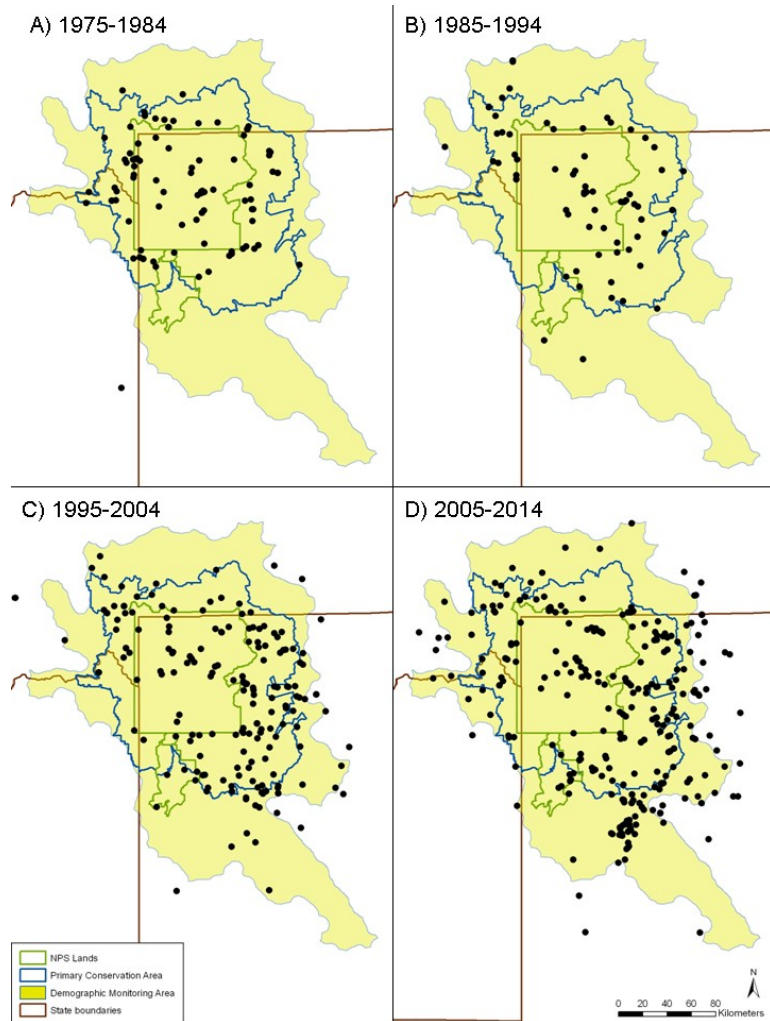 A) 1975-1984
B) 1985-1994
C) 1995-2004
D) 2005-2014
NPS Lands
Primary Conservation Area
Demographic Monitoring Area
State boundaries
N
0 20 40 60 80
Kilometers